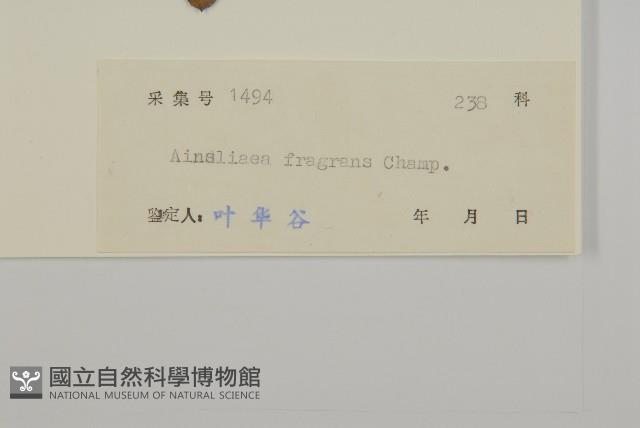 采集号 1494 238 科
Ainsliaea fragrans Champ.
鉴定人: 叶华谷 年 月 日
國立自然科學博物館
NATIONAL MUSEUM OF NATURAL SCIENCE